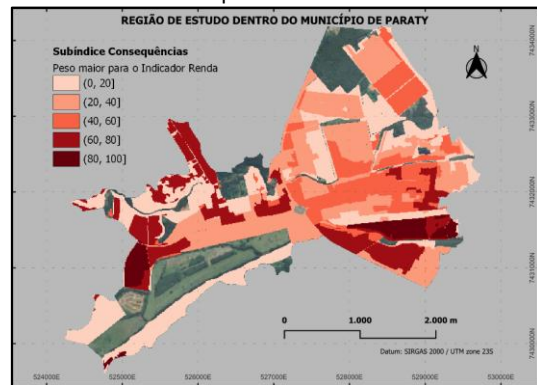 REGIÃO DE ESTUDO DENTRO DO MUNICÍPIO DE PARATY
Subíndice Consequências
Peso maior para o Indicador Renda
(0, 20]
(20, 40]
(40, 60]
(60, 80]
(80, 100]
N
7434000N
7433000N
7432000N
7431000N
7430000N
0 1.000 2.000 m
Datum: SIRGAS 2000 / UTM zone 23S
524000E 525000E 526000E 527000E 528000E 529000E 530000E